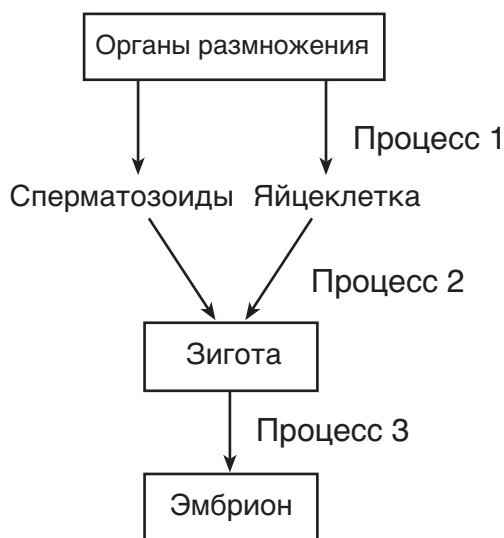 Органы размножения
Процесс 1
Сперматозоиды Яйцеклетка
Процесс 2
Зигота
Процесс 3
Эмбрион